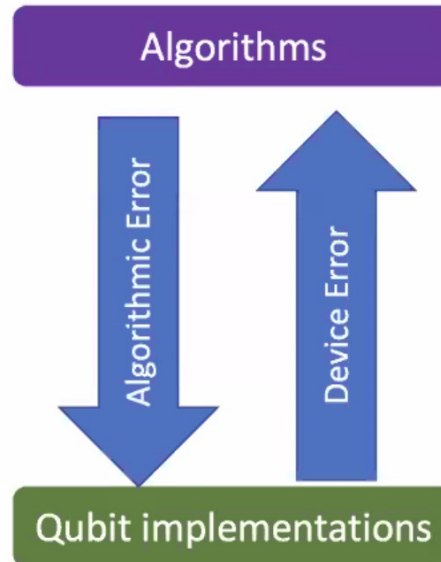 Algorithms
Algorithmic Error
Device Error
Qubit implementations